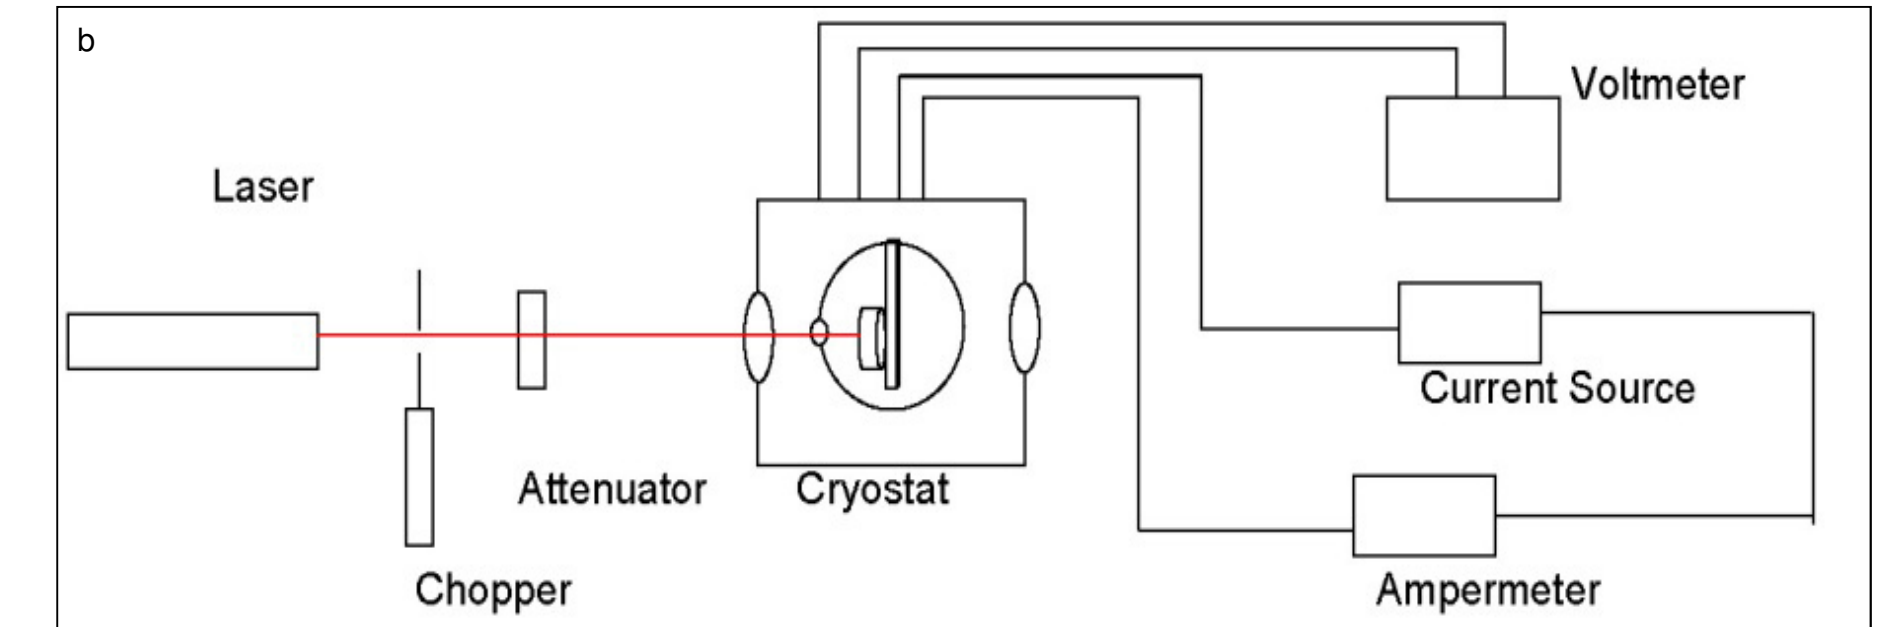 b
Voltmeter
Laser
Current Source
Attenuator
Cryostat
Chopper
Ampermeter